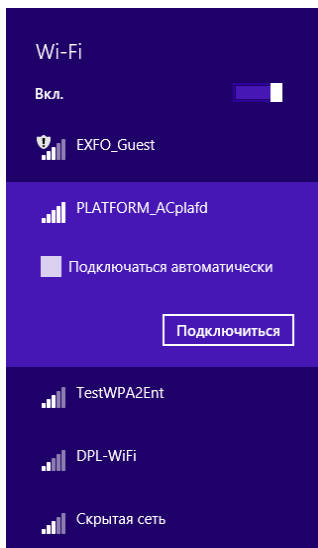 Wi-Fi
Вкл.
EXFO_Guest
PLATFORM_ACplafd
Подключаться автоматически
Подключиться
TestWPA2Ent
DPL-WiFi
Скрытая сеть